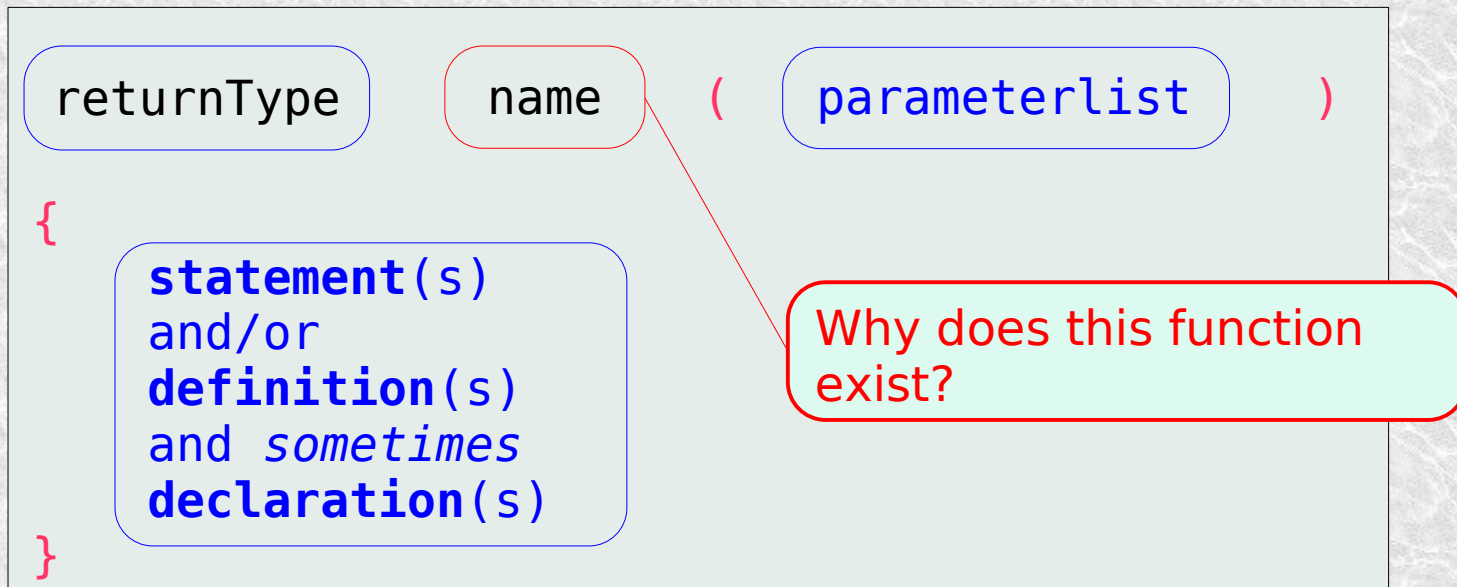 returnType name ( parameterlist )
{
statement(s)
and/or
definition(s)
and sometimes
declaration(s)
}
Why does this function
exist?